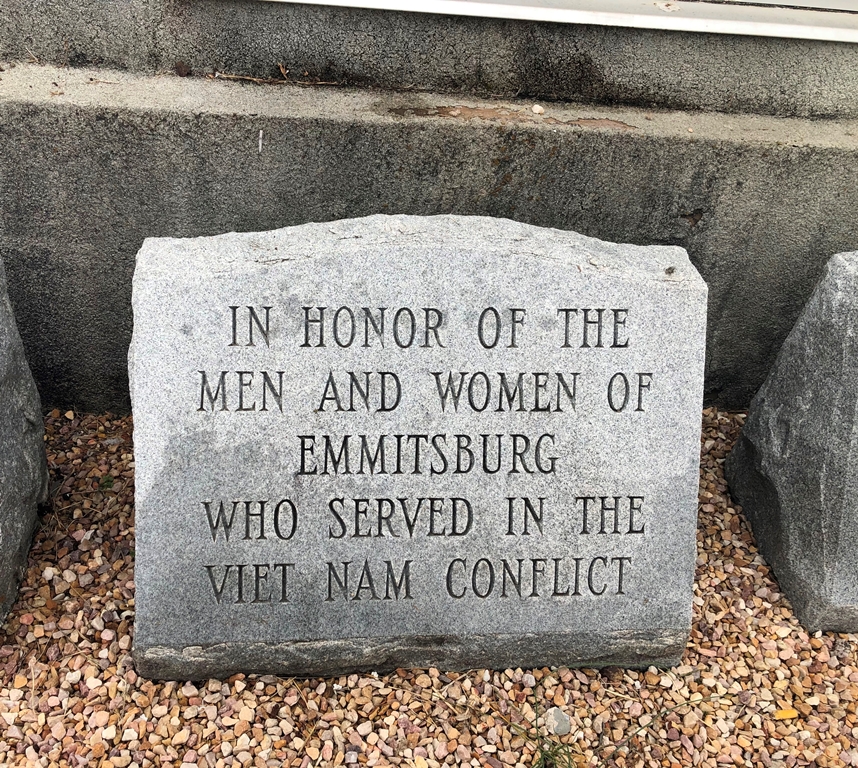 IN HONOR OF THE
MEN AND WOMEN OF
EMMITSBURG
WHO SERVED IN THE
VIET NAM CONFLICT